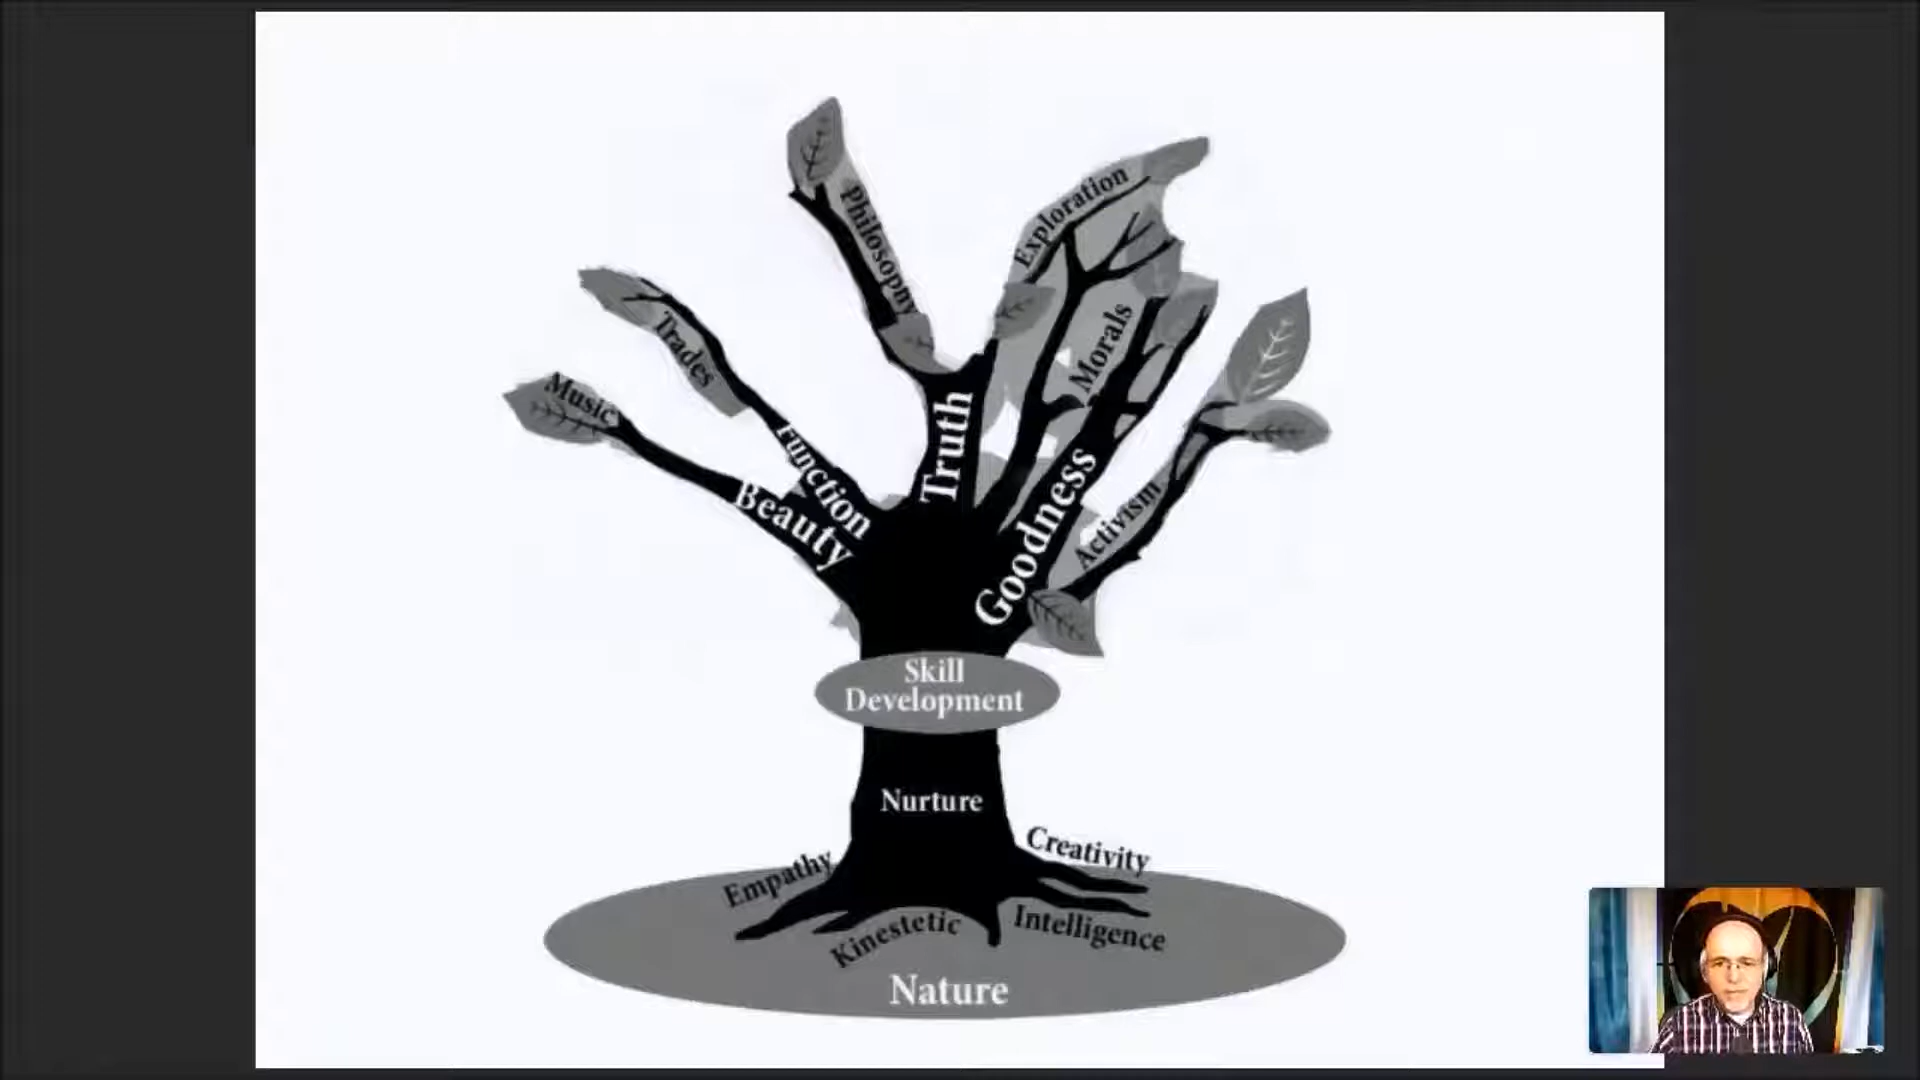 Philosophy
Exploration
Trades
Morals
Music
Truth
Function
Beauty
Goodness
Activism
Skill
Development
Nurture
Creativity
Empathy
Kinestetic
Intelligence
Nature